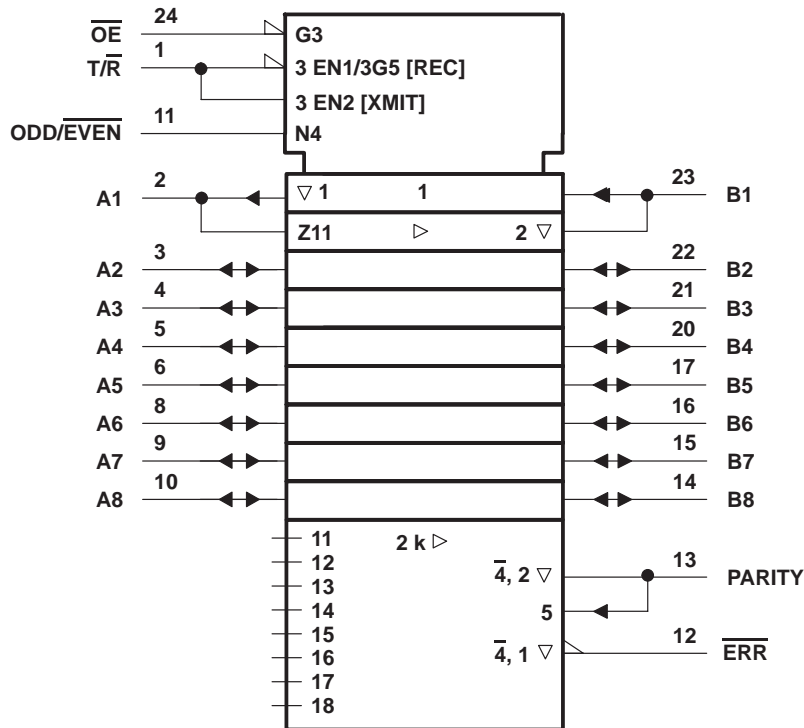 OE 24 G3
T/R 1 3 EN1/3G5 [REC]
3 EN2 [XMIT]
ODD/EVEN 11 N4
A1 2 ▽ 1 1 23 B1
Z11 ▷ 2 ▽
A2 3 22 B2
A3 4 21 B3
A4 5 20 B4
A5 6 17 B5
A6 8 16 B6
A7 9 15 B7
A8 10 14 B8
11 2 k ▷
12 4, 2 ▽ 13 PARITY
13
14 5
15
16 4, 1 ▽ 12 ERR
17
18